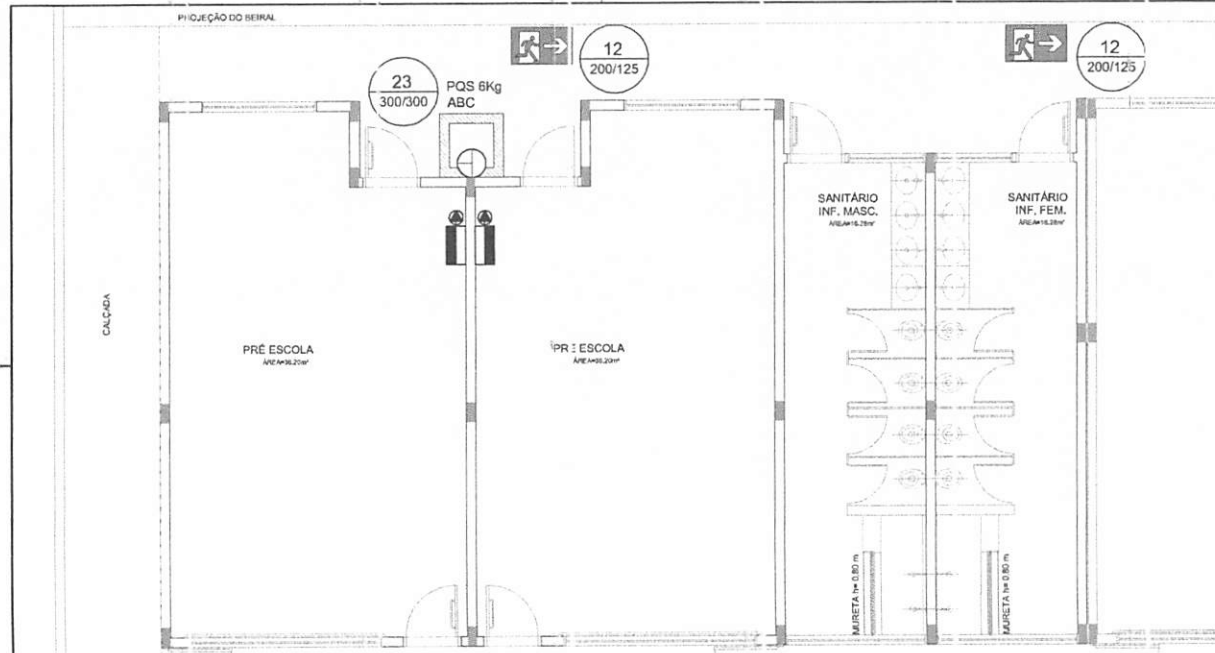 PROJEÇÃO DO BEIRAL
12
200/125
12
200/125
23
300/300
PQS 6Kg
ABC
SANITÁRIO
INF. MASC.
SANITÁRIO
INF. FEM.
CALÇADA
PRÉ ESCOLA
PRÉ ESCOLA
MURETA h= 0.80 m
MURETA h= 0.80 m